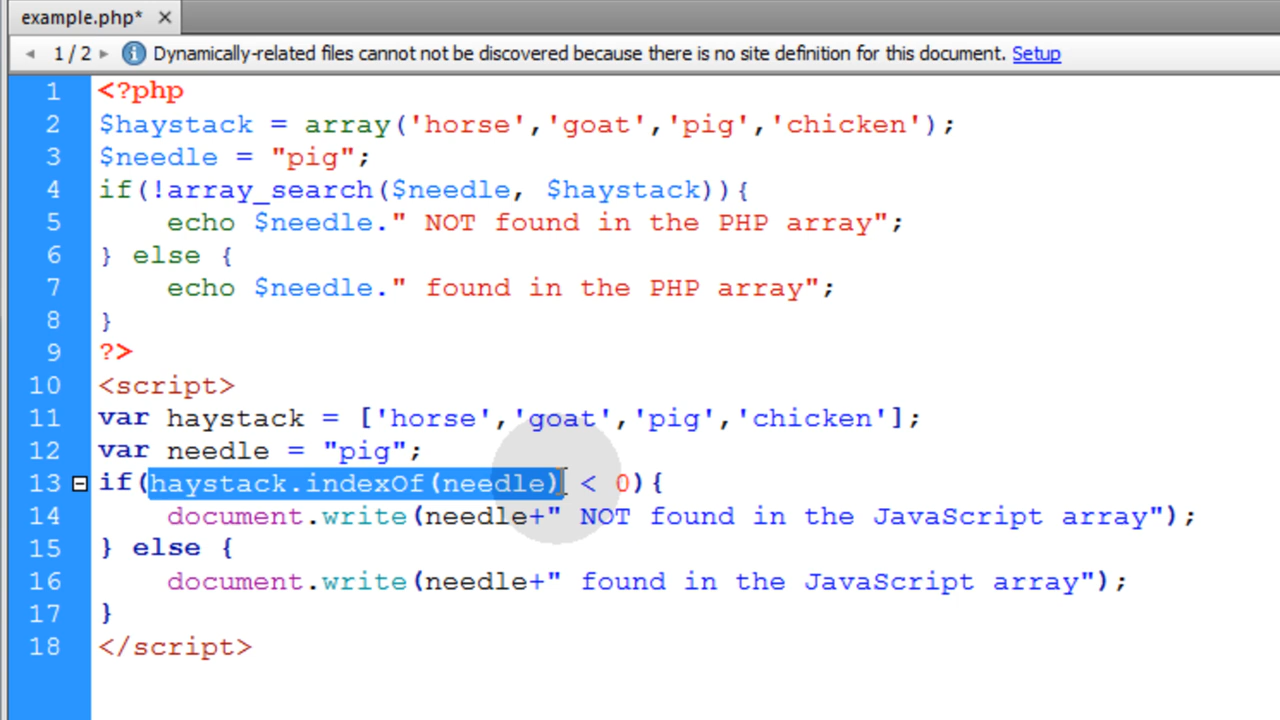 example.php* ×
1 / 2 Dynamically-related files cannot not be discovered because there is no site definition for this document. Setup
1 <?php
2 $haystack = array('horse','goat','pig','chicken');
3 $needle = "pig";
4 if(!array_search($needle, $haystack)){
5     echo $needle." NOT found in the PHP array";
6 } else {
7     echo $needle." found in the PHP array";
8 }
9 ?>
10 <script>
11 var haystack = ['horse','goat','pig','chicken'];
12 var needle = "pig";
13 if(haystack.indexOf(needle) < 0){
14     document.write(needle+" NOT found in the JavaScript array");
15 } else {
16     document.write(needle+" found in the JavaScript array");
17 }
18 </script>